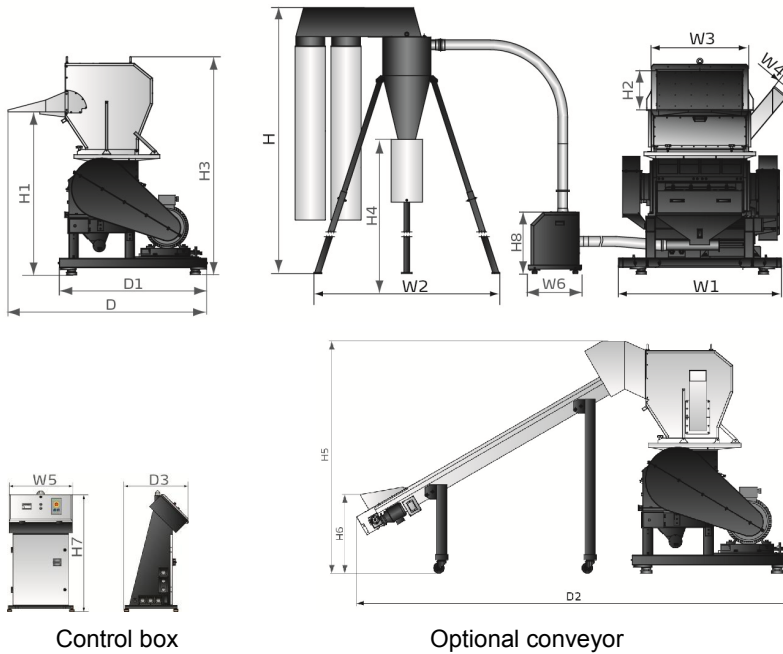 H1
H3
D1
D
H
H4
W2
H8
W6
W3
H2
W4
W1
W5
H7
D3
H5
H6
D2
Control box
Optional conveyor